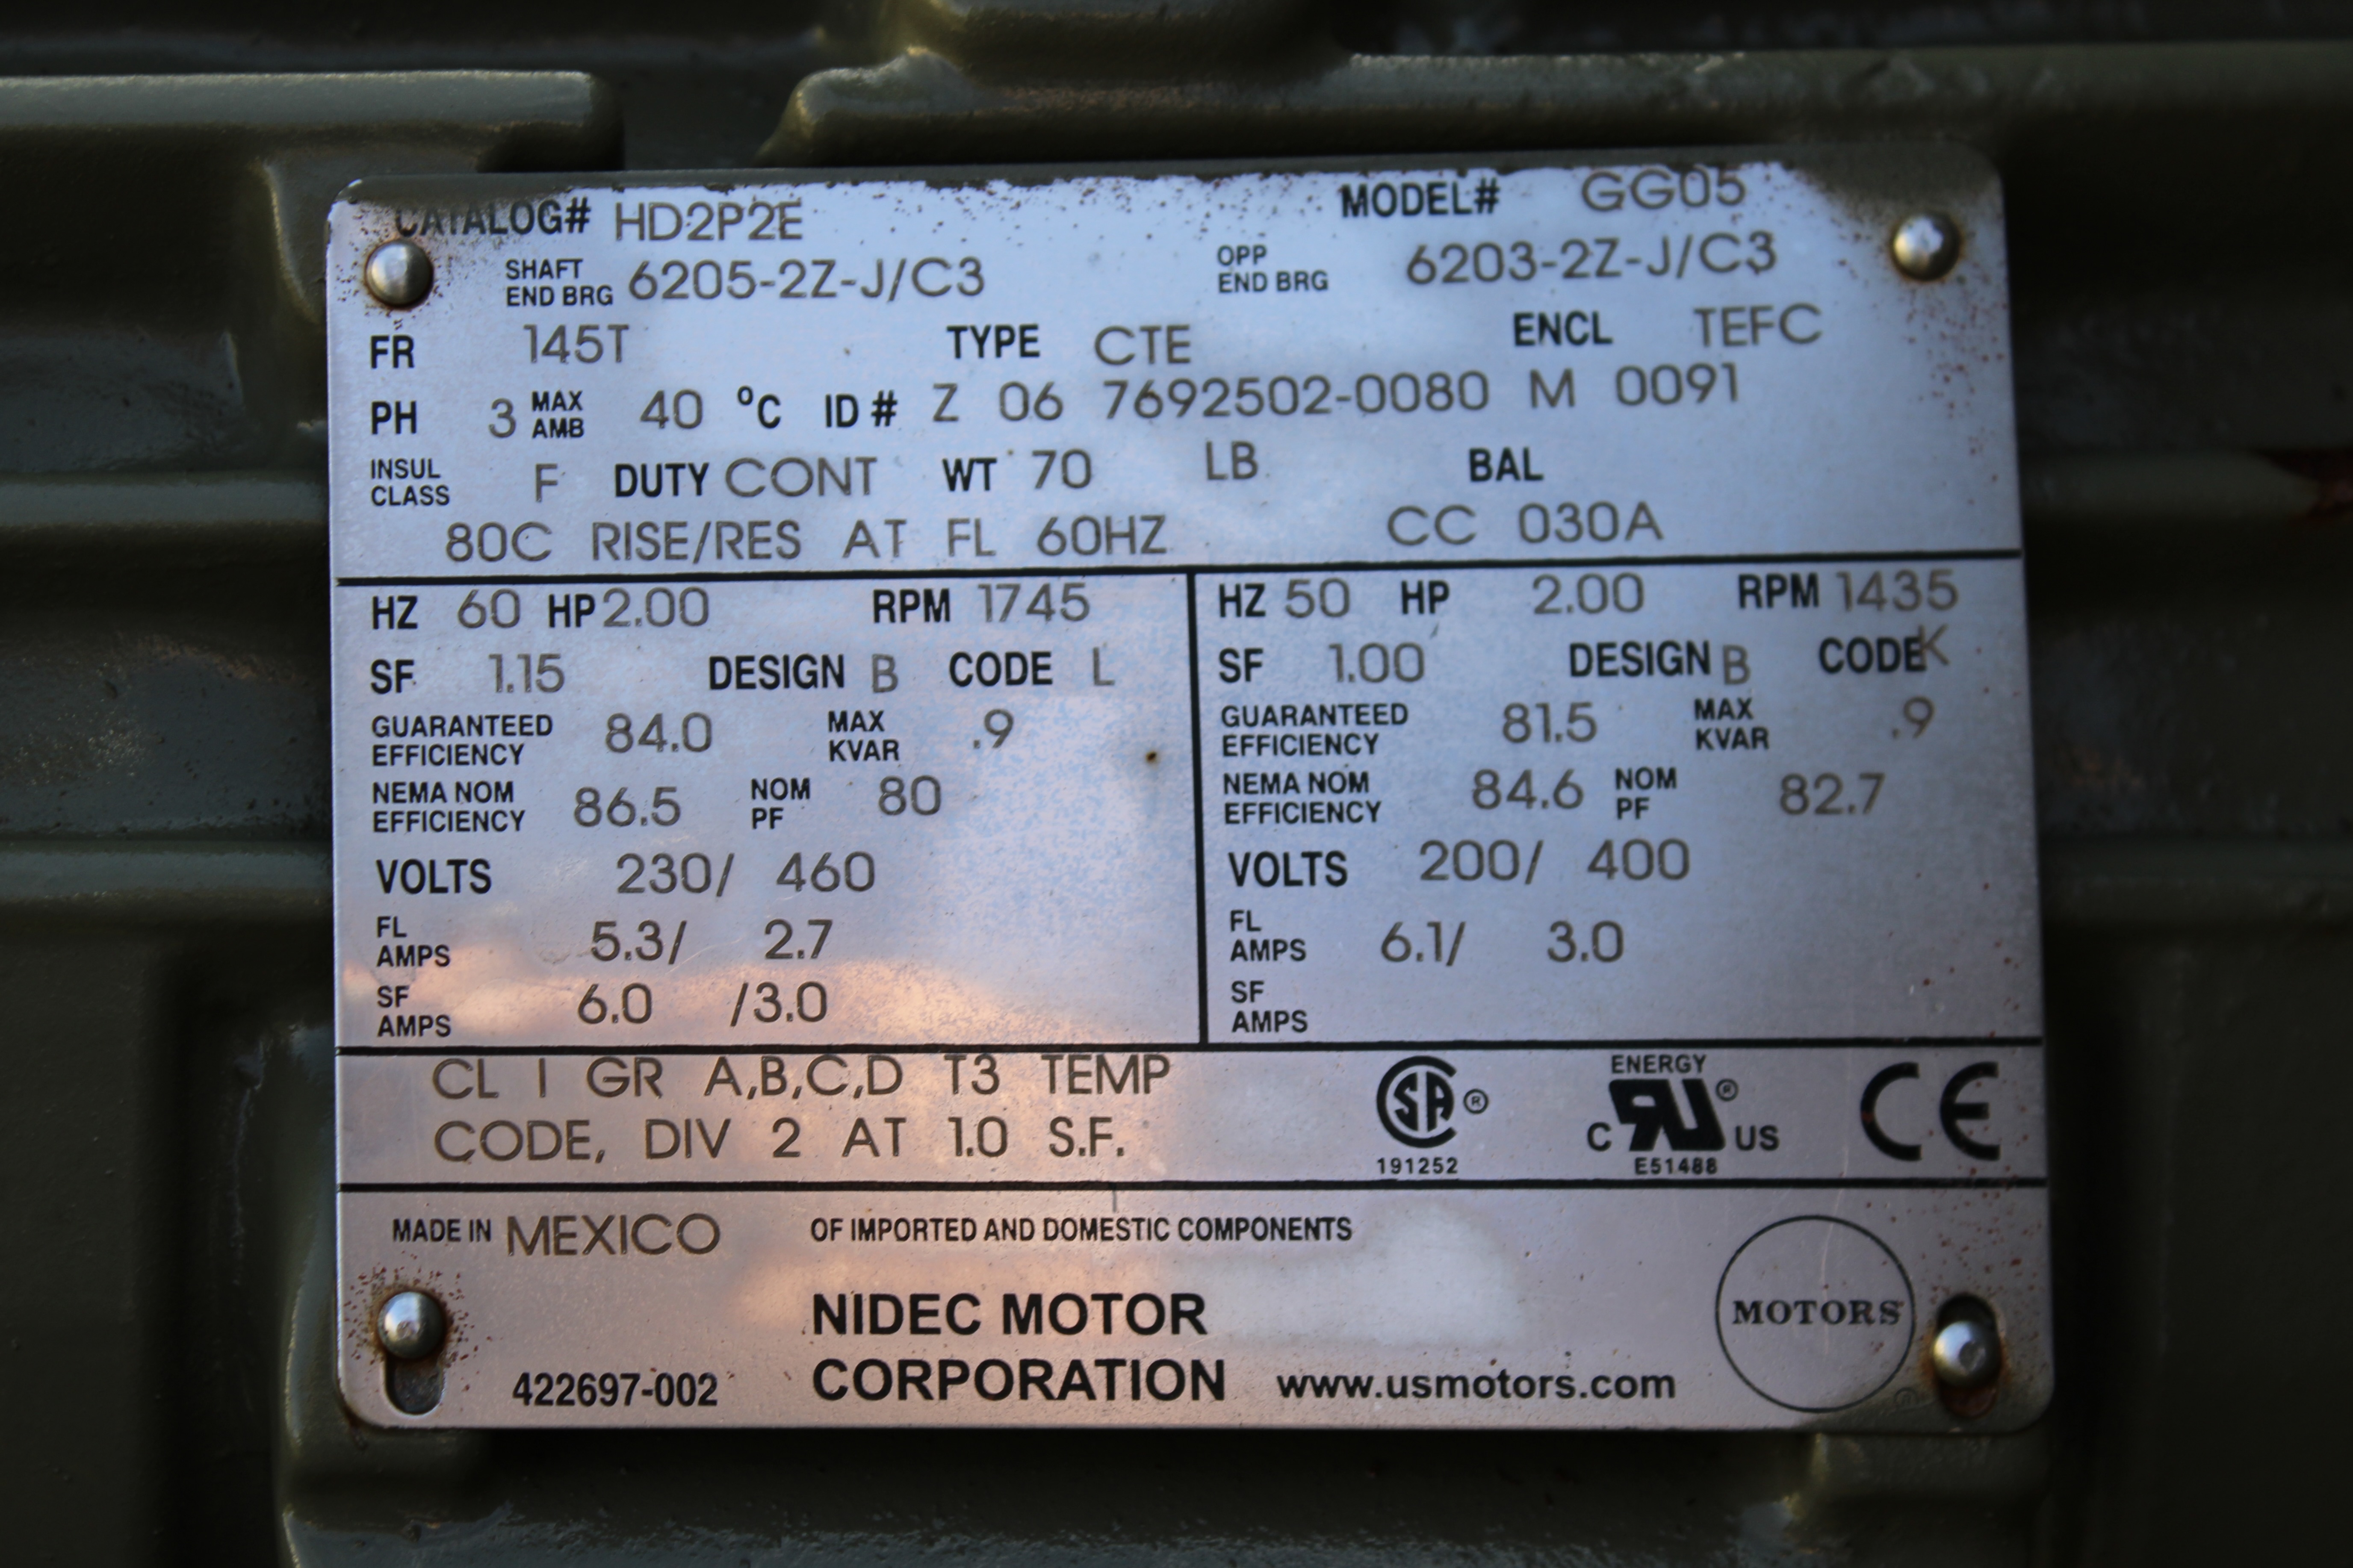 CATALOG# HD2P2E MODEL# GG05
SHAFT END BRG 6205-2Z-J/C3 OPP END BRG 6203-2Z-J/C3
FR 145T TYPE CTE ENCL TEFC
PH 3 MAX AMB 40 °C ID# Z 06 7692502-0080 M 0091
INSUL CLASS F DUTY CONT WT 70 LB BAL
80C RISE/RES AT FL 60HZ CC 030A
HZ 60 HP 2.00 RPM 1745
SF 1.15 DESIGN B CODE L
GUARANTEED EFFICIENCY 84.0 MAX KVAR .9
NEMA NOM EFFICIENCY 86.5 NOM PF 80
VOLTS 230/ 460
FL AMPS 5.3/ 2.7
SF AMPS 6.0 /3.0
HZ 50 HP 2.00 RPM 1435
SF 1.00 DESIGN B CODE K
GUARANTEED EFFICIENCY 81.5 MAX KVAR .9
NEMA NOM EFFICIENCY 84.6 NOM PF 82.7
VOLTS 200/ 400
FL AMPS 6.1/ 3.0
SF AMPS
CL I GR A,B,C,D T3 TEMP
CODE, DIV 2 AT 1.0 S.F.
SA ®
191252
ENERGY
C RU ® US
E51488
CE
MADE IN MEXICO OF IMPORTED AND DOMESTIC COMPONENTS
NIDEC MOTOR
CORPORATION
422697-002
www.usmotors.com
MOTORS
®